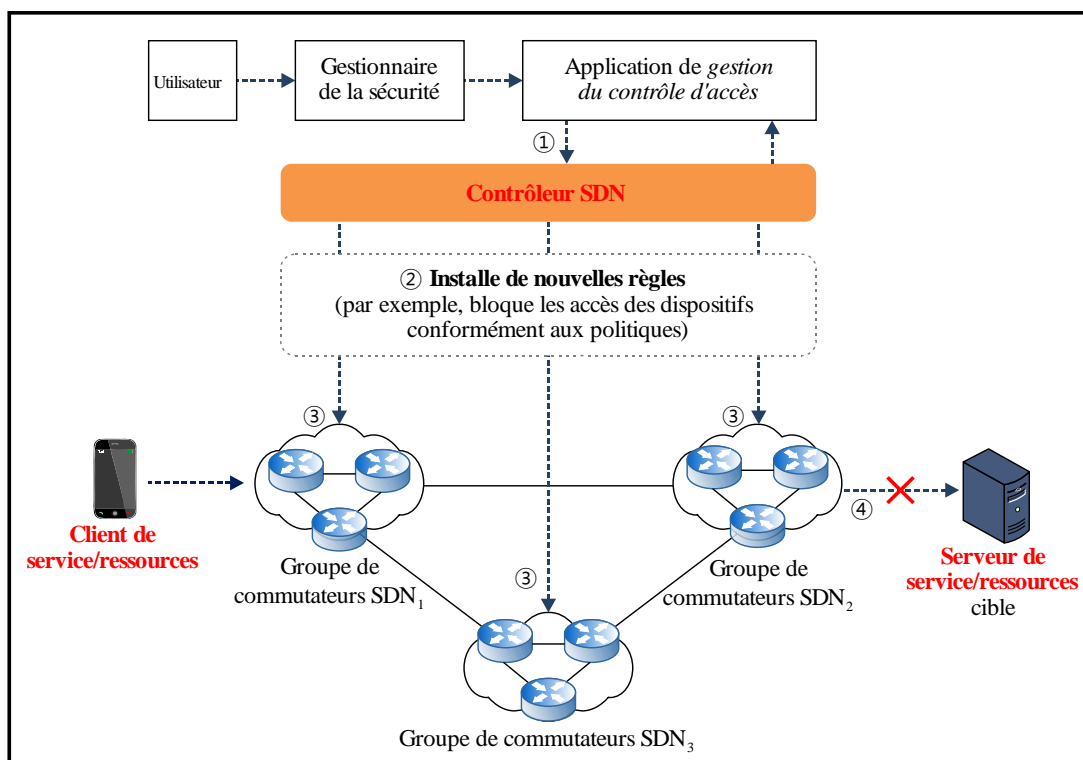 Utilisateur
Gestionnaire
de la sécurité
Application de gestion
du contrôle d'accès
①
Contrôleur SDN
② Installe de nouvelles règles
(par exemple, bloque les accès des dispositifs
conformément aux politiques)
③
③
④
Client de
service/ressources
Groupe de
commutateurs SDN₁
③
Groupe de
commutateurs SDN₂
Serveur de
service/ressources
cible
Groupe de commutateurs SDN₃